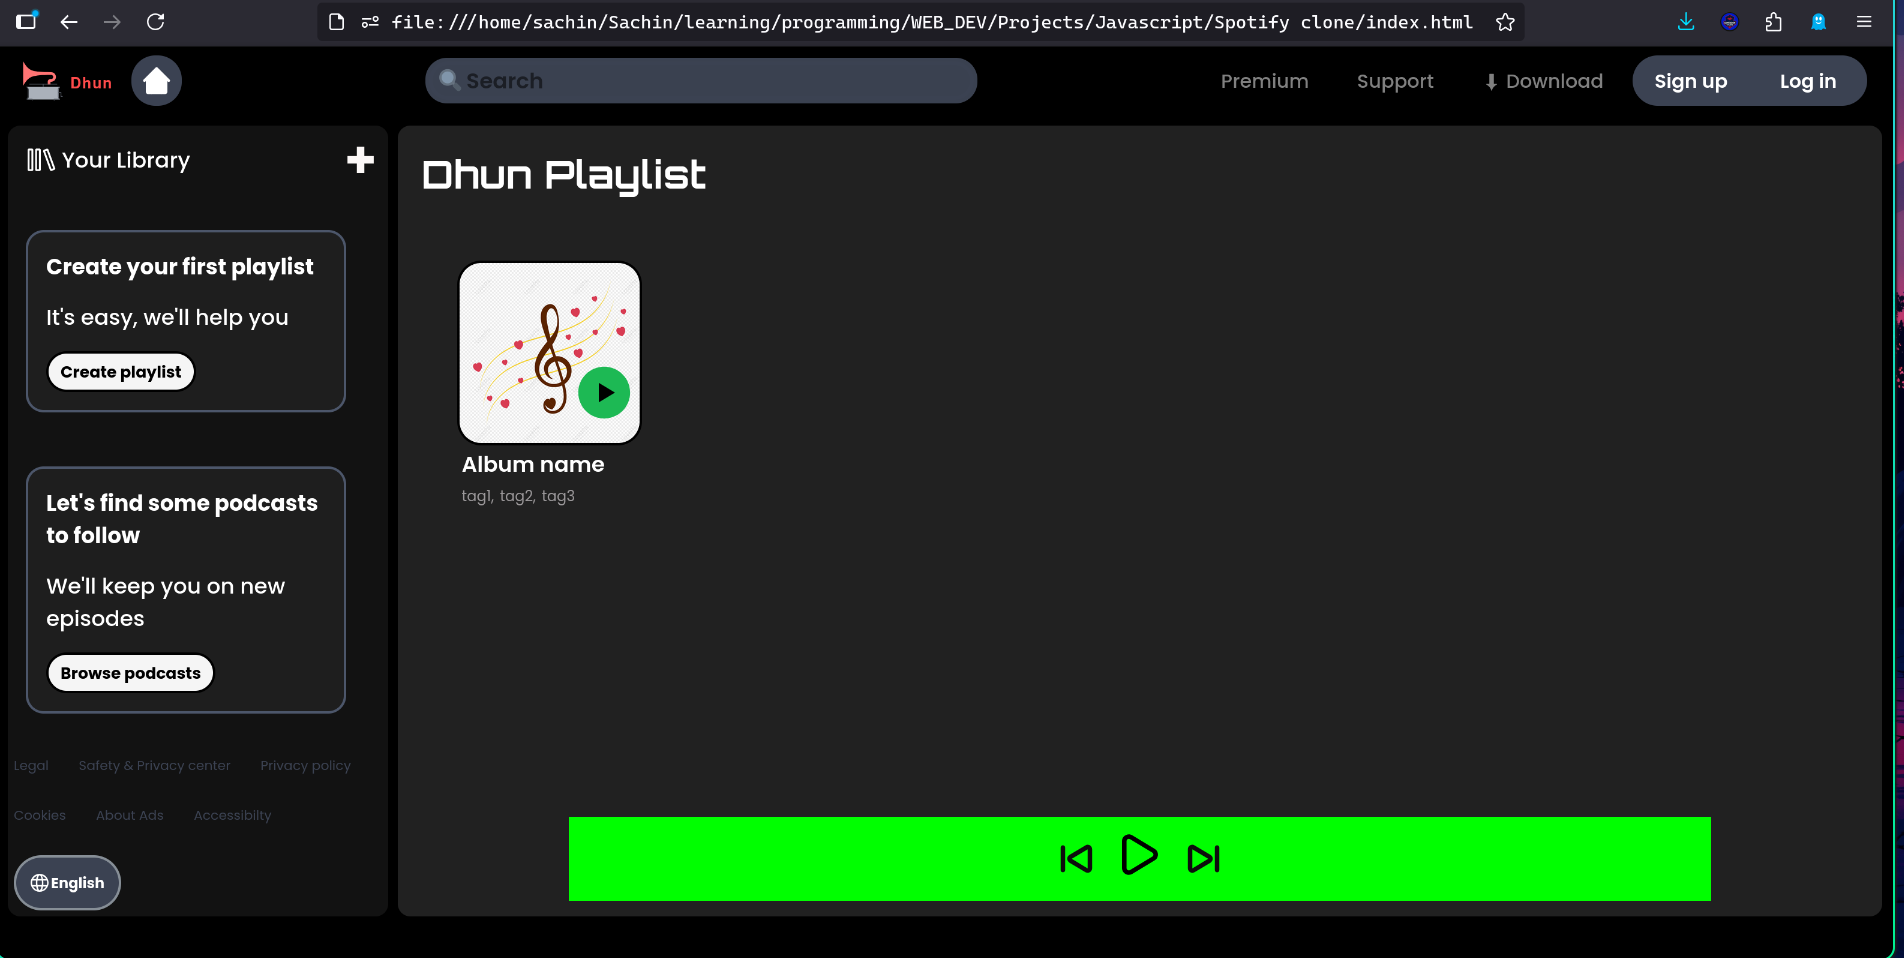 file:///home/sachin/Sachin/learning/programming/WEB_DEV/Projects/Javascript/Spotify clone/index.html
Dhun
Search
Premium
Support
Download
Sign up
Log in
Your Library
Dhun Playlist
Create your first playlist
It's easy, we'll help you
Create playlist
Album name
tag1, tag2, tag3
Let's find some podcasts
to follow
We'll keep you on new
episodes
Browse podcasts
Legal Safety & Privacy center Privacy policy
Cookies About Ads Accessibilty
English